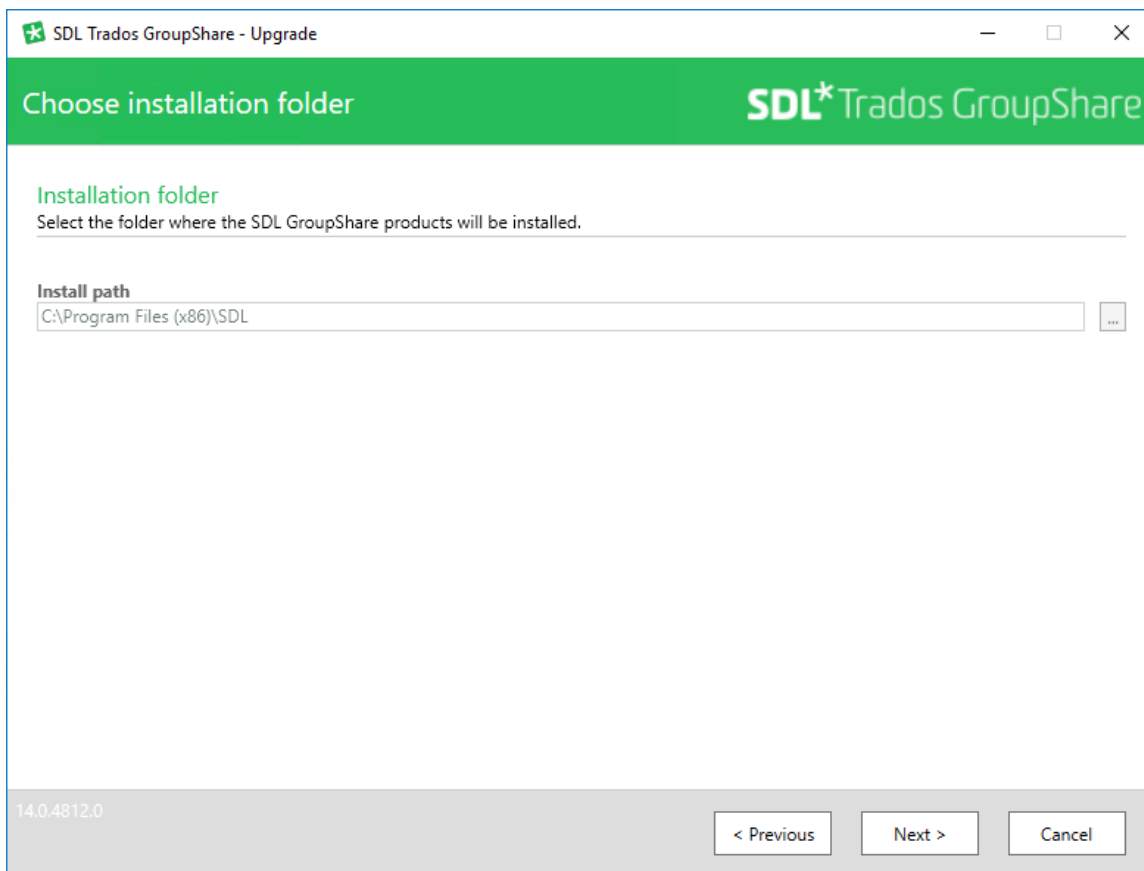 SDL Trados GroupShare - Upgrade
Choose installation folder
SDL* Trados GroupShare
Installation folder
Select the folder where the SDL GroupShare products will be installed.
Install path
C:\Program Files (x86)\SDL
...
14.0.4812.0
< Previous
Next >
Cancel